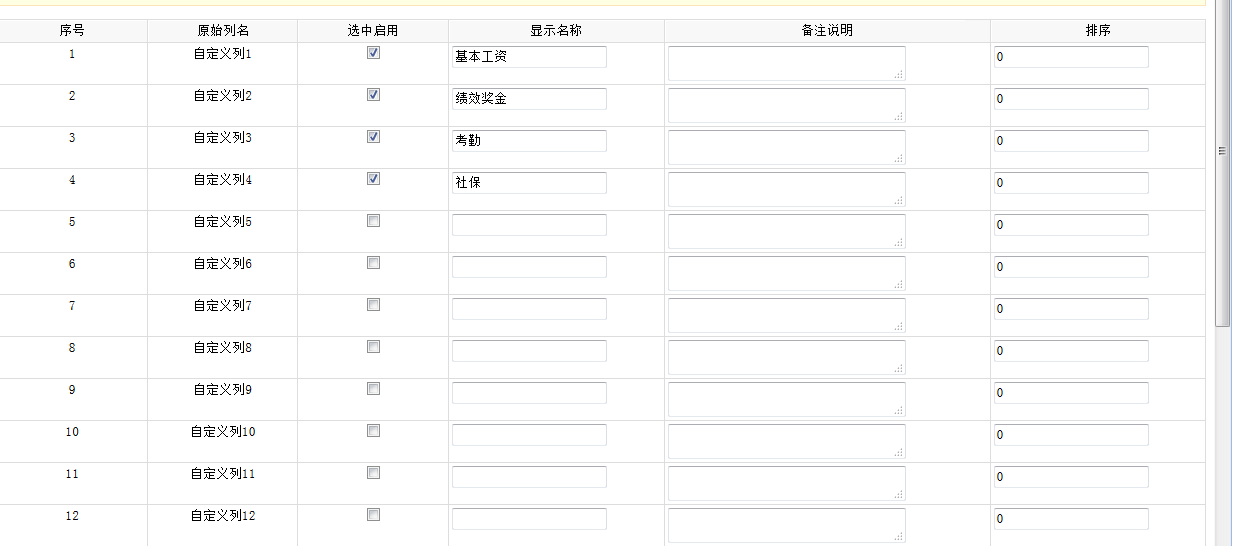 序号 原始列名 选中启用 显示名称 备注说明 排序
1 自定义列1 基本工资 0
2 自定义列2 绩效奖金 0
3 自定义列3 考勤 0
4 自定义列4 社保 0
5 自定义列5 0
6 自定义列6 0
7 自定义列7 0
8 自定义列8 0
9 自定义列9 0
10 自定义列10 0
11 自定义列11 0
12 自定义列12 0